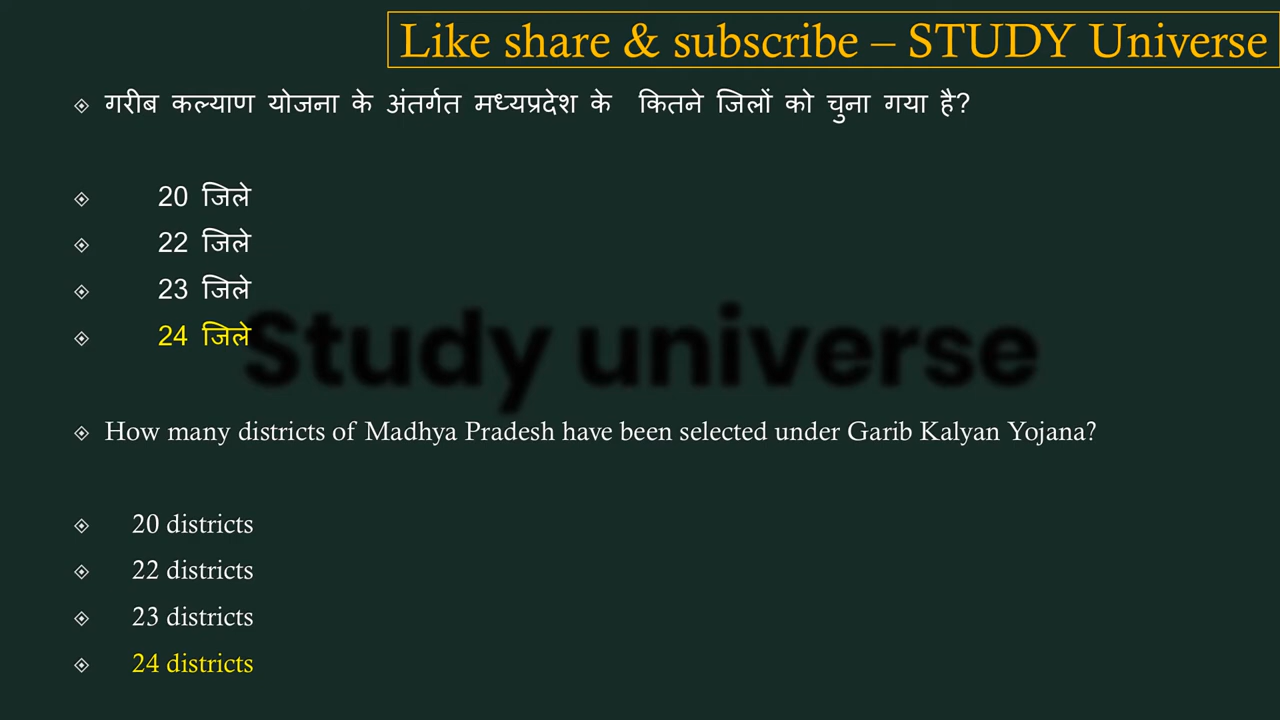 Like share & subscribe – STUDY Universe
गरीब कल्याण योजना के अंतर्गत मध्यप्रदेश के कितने जिलों को चुना गया है?
20 जिले
22 जिले
23 जिले
24 जिले
Study universe
How many districts of Madhya Pradesh have been selected under Garib Kalyan Yojana?
20 districts
22 districts
23 districts
24 districts